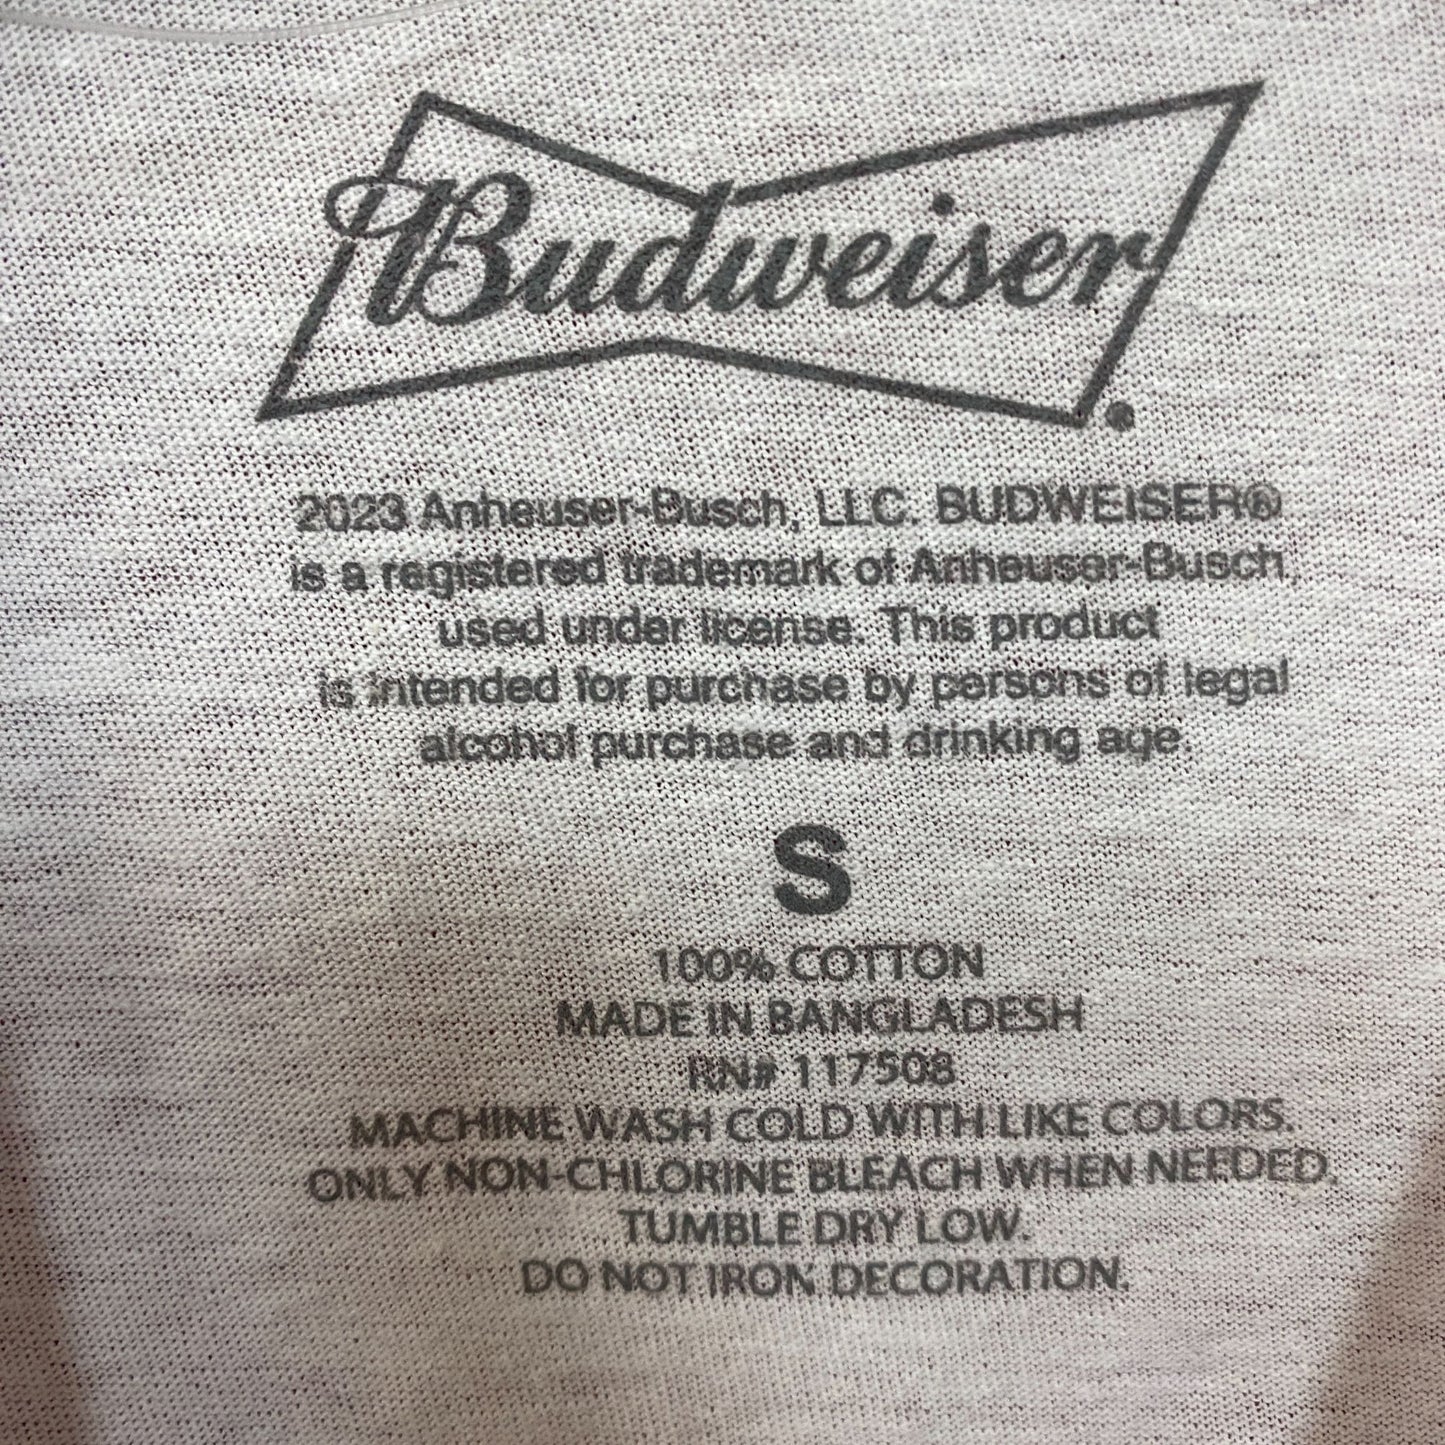 Budweiser.
2023 Anheuser-Busch, LLC. BUDWEISER®
is a registered trademark of Anheuser-Busch,
used under license. This product
is intended for purchase by persons of legal
alcohol purchase and drinking age.
S
100% COTTON
MADE IN BANGLADESH
RN# 117508
MACHINE WASH COLD WITH LIKE COLORS.
ONLY NON-CHLORINE BLEACH WHEN NEEDED.
TUMBLE DRY LOW.
DO NOT IRON DECORATION.